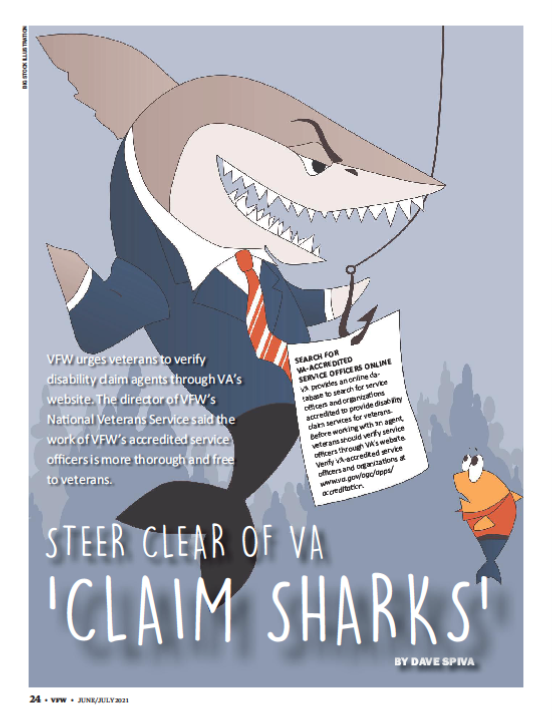 BIG STOCK ILLUSTRATION
SEARCH FOR
VA-ACCREDITED
SERVICE OFFICERS ONLINE
VA provides an online da-
tabase to search for service
officers and organizations
accredited to provide disability
claim services for veterans.
Before working with an agent,
veterans should verify service
officers through VA's website.
Verify VA-accredited service
officers and organizations at
www.va.gov/ogc/apps/
accreditation.
VFW urges veterans to verify
disability claim agents through VA's
website. The director of VFW's
National Veterans Service said the
work of VFW's accredited service
officers is more thorough and free
to veterans.
STEER CLEAR OF VA
'CLAIM SHARKS'
BY DAVE SPIVA
24 • VFW • JUNE/JULY 2021